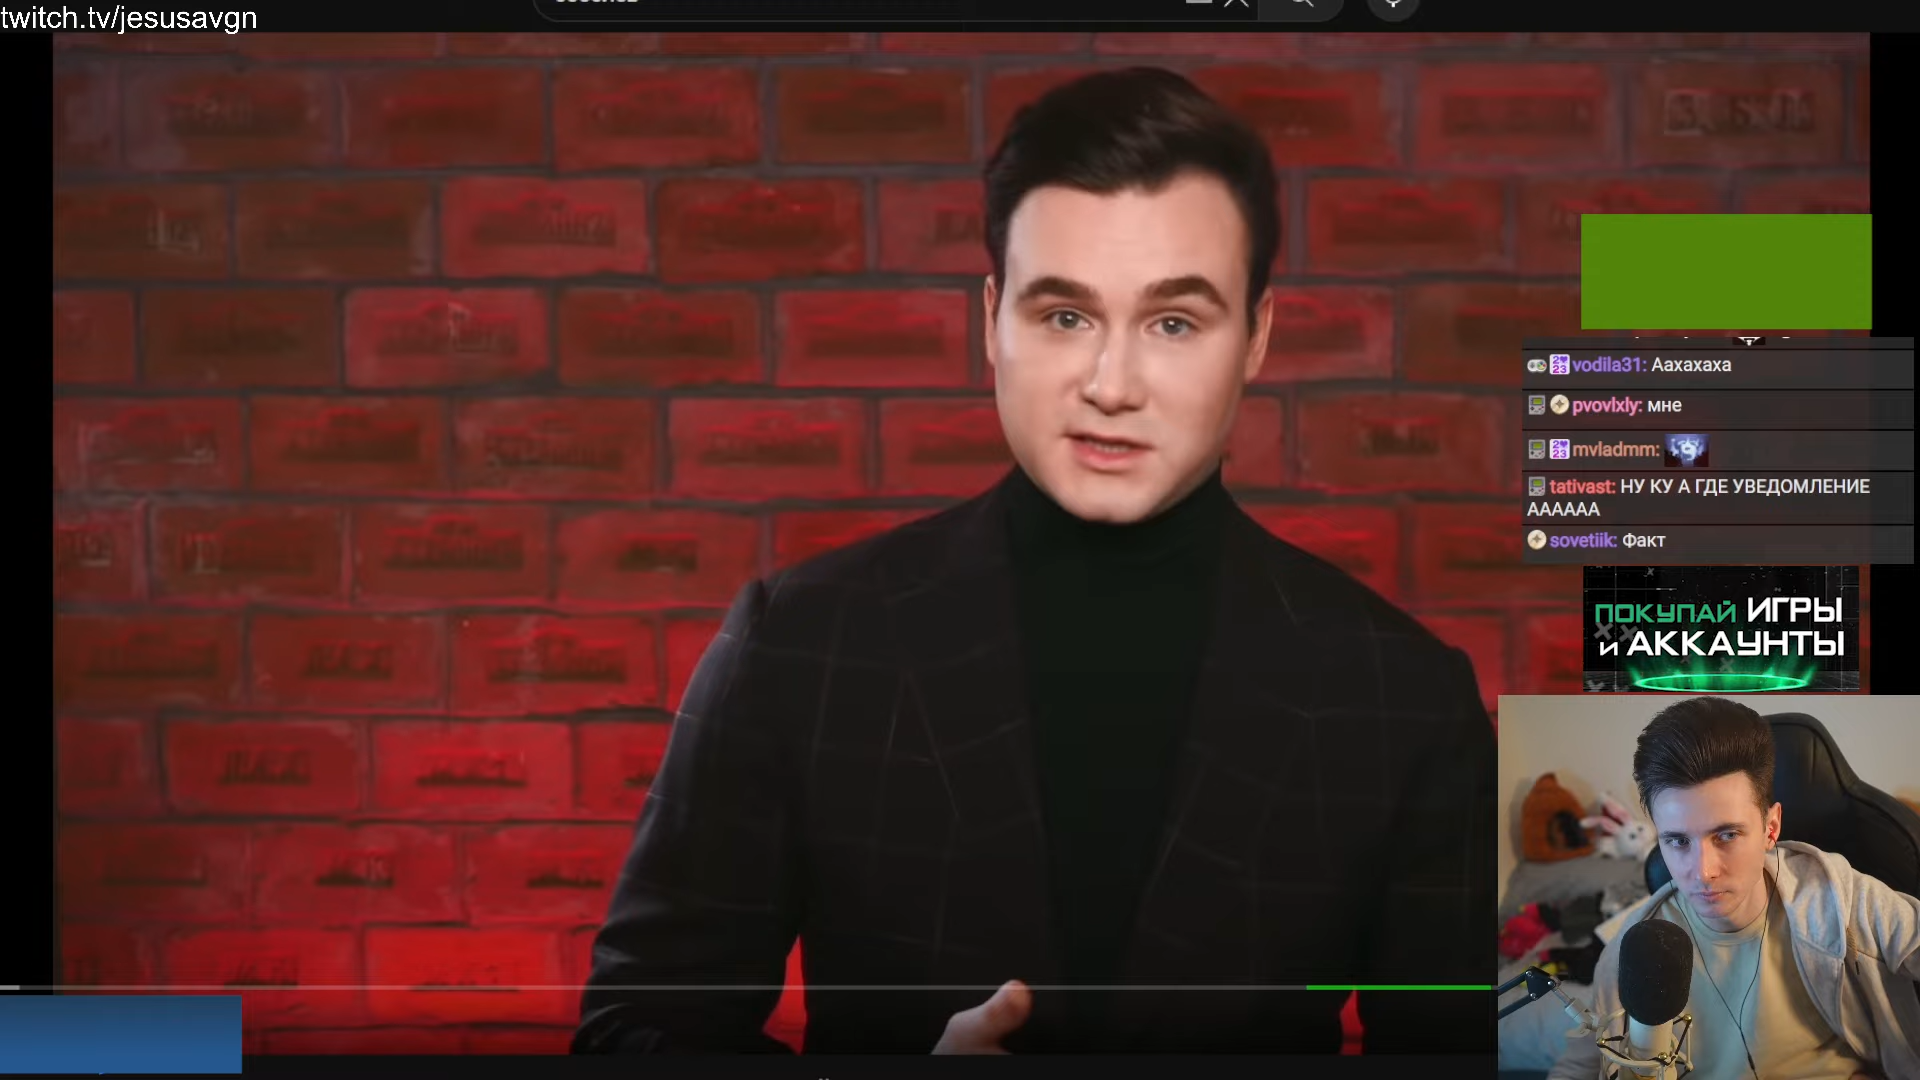 twitch.tv/jesusavgn
vodila31: Аахахаха
pvovlxly: мне
mvladmm:
tativast: НУ КУ А ГДЕ УВЕДОМЛЕНИЕ
АААААА
sovetiik: Факт
ПОКУПАЙ ИГРЫ
и АККАУНТЫ